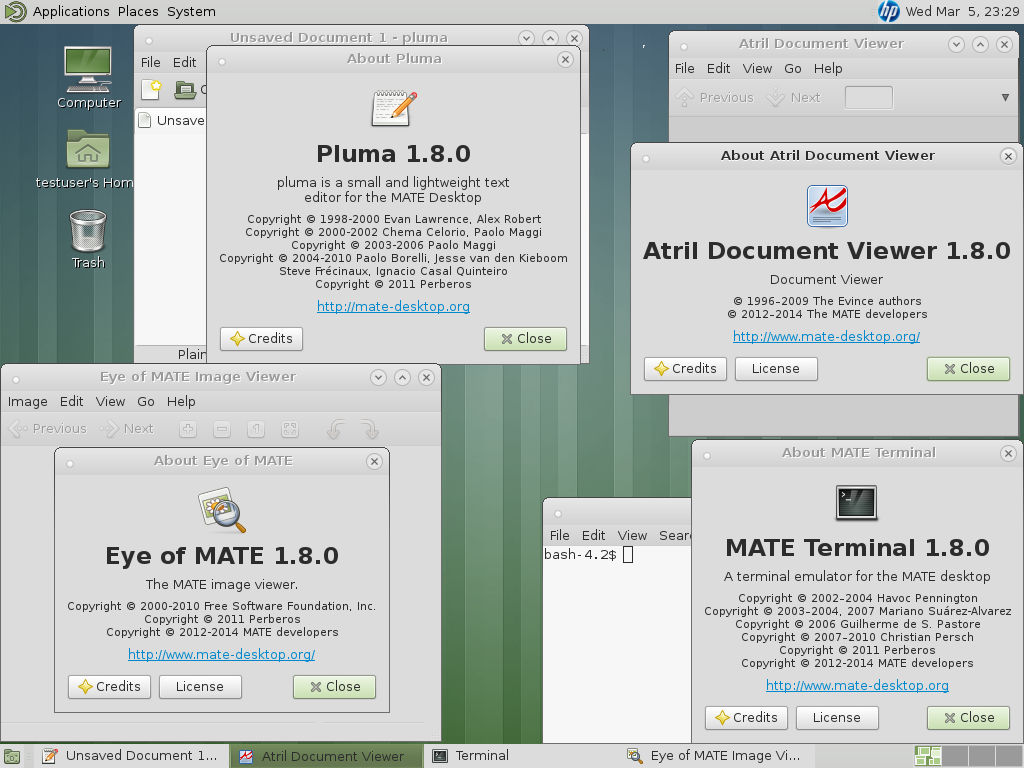 Applications Places System
Wed Mar 5, 23:29
Computer
testuser's Hom
Trash
Unsaved Document 1 - pluma
File Edit
Unsave
Plain
About Pluma
Pluma 1.8.0
pluma is a small and lightweight text
editor for the MATE Desktop
Copyright © 1998-2000 Evan Lawrence, Alex Robert
Copyright © 2000-2002 Chema Celorio, Paolo Maggi
Copyright © 2003-2006 Paolo Maggi
Copyright © 2004-2010 Paolo Borelli, Jesse van den Kieboom
Steve Frécinaux, Ignacio Casal Quinteiro
Copyright © 2011 Perberos
http://mate-desktop.org
Credits Close
Atril Document Viewer
File Edit View Go Help
Previous Next
About Atril Document Viewer
Atril Document Viewer 1.8.0
Document Viewer
© 1996–2009 The Evince authors
© 2012–2014 The MATE developers
http://www.mate-desktop.org/
Credits License Close
Eye of MATE Image Viewer
Image Edit View Go Help
Previous Next
About Eye of MATE
Eye of MATE 1.8.0
The MATE image viewer.
Copyright © 2000-2010 Free Software Foundation, Inc.
Copyright © 2011 Perberos
Copyright © 2012-2014 MATE developers
http://www.mate-desktop.org/
Credits License Close
File Edit View Sear
bash-4.2$
About MATE Terminal
MATE Terminal 1.8.0
A terminal emulator for the MATE desktop
Copyright © 2002–2004 Havoc Pennington
Copyright © 2003–2004, 2007 Mariano Suárez-Alvarez
Copyright © 2006 Guilherme de S. Pastore
Copyright © 2007–2010 Christian Persch
Copyright © 2011 Perberos
Copyright © 2012-2014 MATE developers
http://www.mate-desktop.org
Credits License Close
Unsaved Document 1... Atril Document Viewer Terminal Eye of MATE Image Vi...